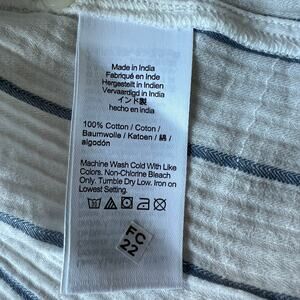 Made in India
Fabriqué en Inde
Hergestellt in Indien
Vervaardigd in India
インド製
hecho en india
100% Cotton / Coton /
Baumwolle / Katoen / 綿 /
algodón
Machine Wash Cold With Like
Colors. Non-Chlorine Bleach
Only. Tumble Dry Low. Iron on
Lowest Setting.
FC
22